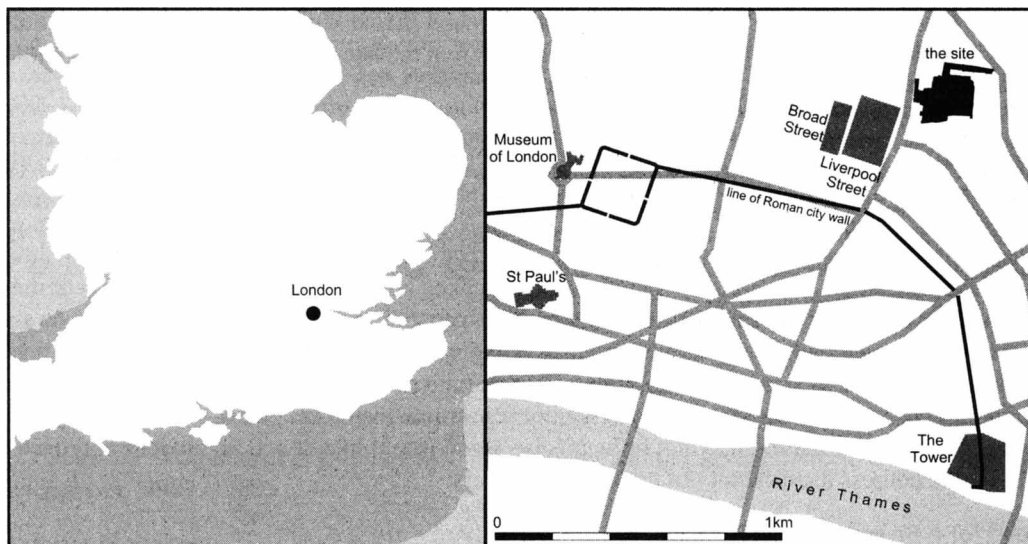 London
the site
Broad
Street
Liverpool
Street
Museum
of London
line of Roman city wall
St Paul's
The
Tower
River Thames
0
1km